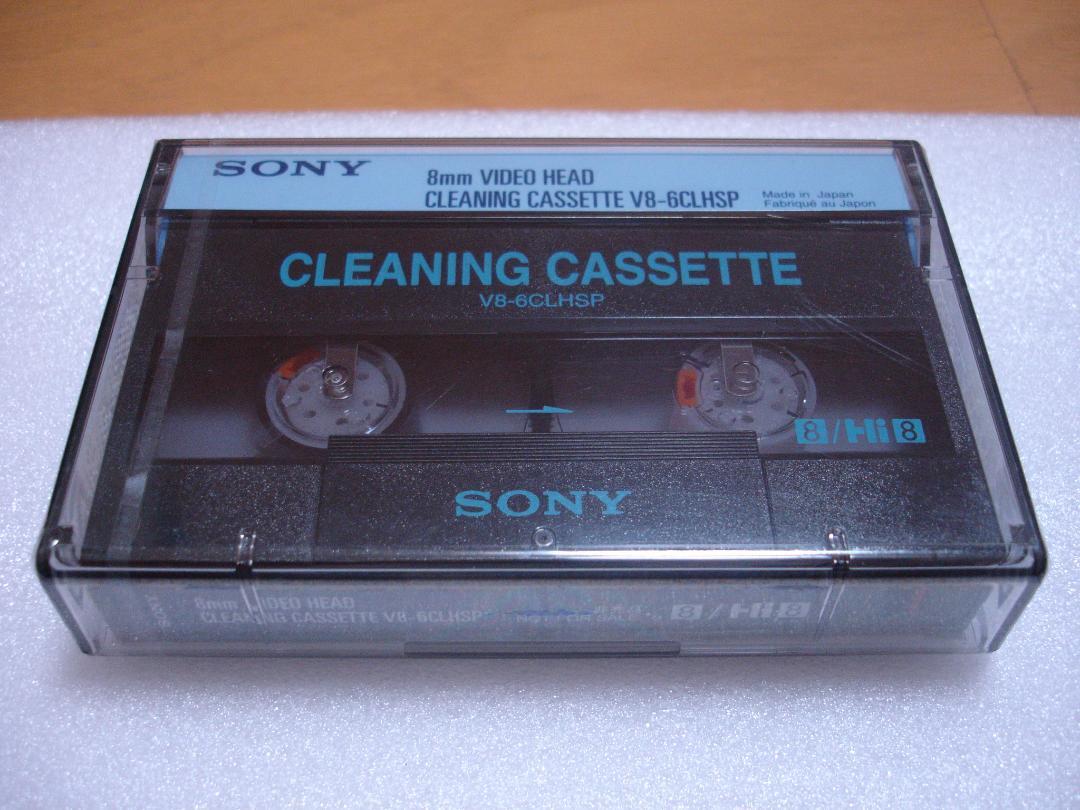 SONY
8mm VIDEO HEAD
CLEANING CASSETTE V8-6CLHSP
Made in Japan
Fabriqué au Japon
CLEANING CASSETTE
V8-6CLHSP
8/Hi8
SONY
8mm VIDEO HEAD
CLEANING CASSETTE V8-6CLHSP
NOT FOR SALE
8/Hi8